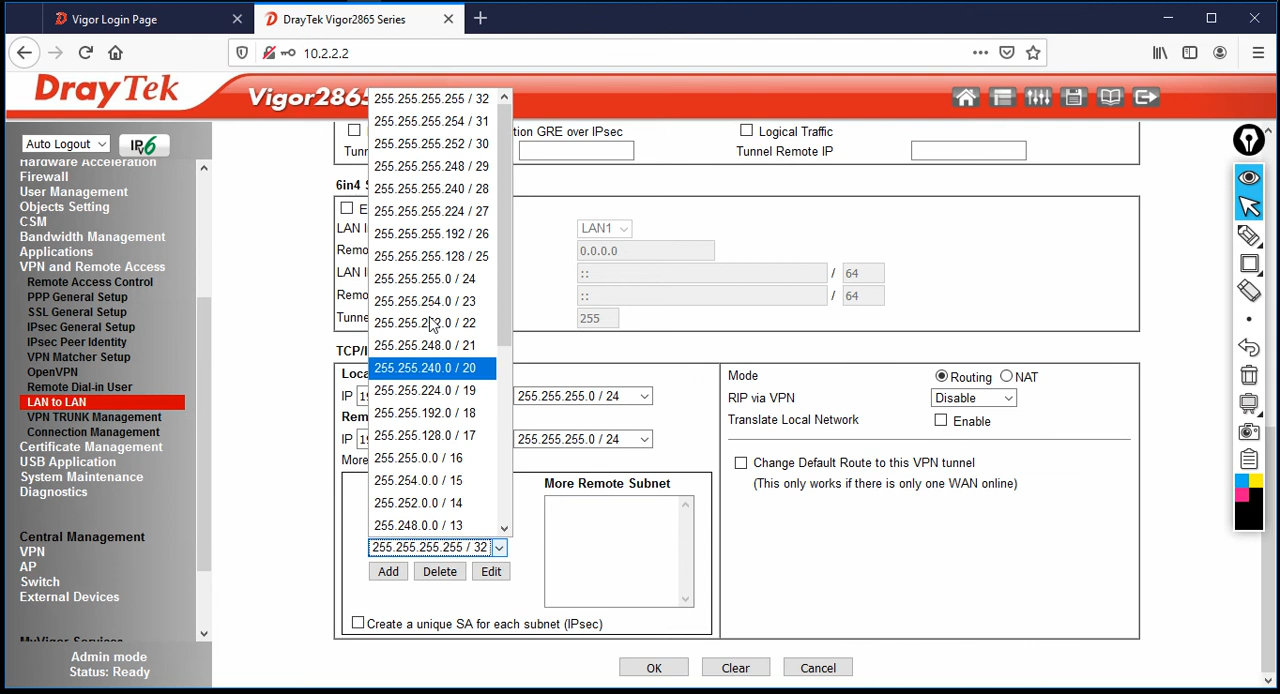 Vigor Login Page
DrayTek Vigor2865 Series
10.2.2.2
DrayTek
Vigor2865
Auto Logout
IPv6
Hardware Acceleration
Firewall
User Management
Objects Setting
CSM
Bandwidth Management
Applications
VPN and Remote Access
Remote Access Control
PPP General Setup
SSL General Setup
IPsec General Setup
IPsec Peer Identity
VPN Matcher Setup
OpenVPN
Remote Dial-in User
LAN to LAN
VPN TRUNK Management
Connection Management
Certificate Management
USB Application
System Maintenance
Diagnostics
Central Management
VPN
AP
Switch
External Devices
MyVigor Services
Admin mode
Status: Ready
255.255.255.255 / 32
255.255.255.254 / 31
255.255.255.252 / 30
255.255.255.248 / 29
255.255.255.240 / 28
255.255.255.224 / 27
255.255.255.192 / 26
255.255.255.128 / 25
255.255.255.0 / 24
255.255.254.0 / 23
255.255.252.0 / 22
255.255.248.0 / 21
255.255.240.0 / 20
255.255.224.0 / 19
255.255.192.0 / 18
255.255.128.0 / 17
255.255.0.0 / 16
255.254.0.0 / 15
255.252.0.0 / 14
255.248.0.0 / 13
255.255.255.255 / 32
GRE over IPsec
Logical Traffic
Tunnel Remote IP
6in4
LAN1
0.0.0.0
:: / 64
:: / 64
255
TCP/I
IP 255.255.255.0 / 24
IP 255.255.255.0 / 24
More
More Remote Subnet
Add Delete Edit
Create a unique SA for each subnet (IPsec)
Mode Routing NAT
RIP via VPN Disable
Translate Local Network Enable
Change Default Route to this VPN tunnel
(This only works if there is only one WAN online)
OK Clear Cancel